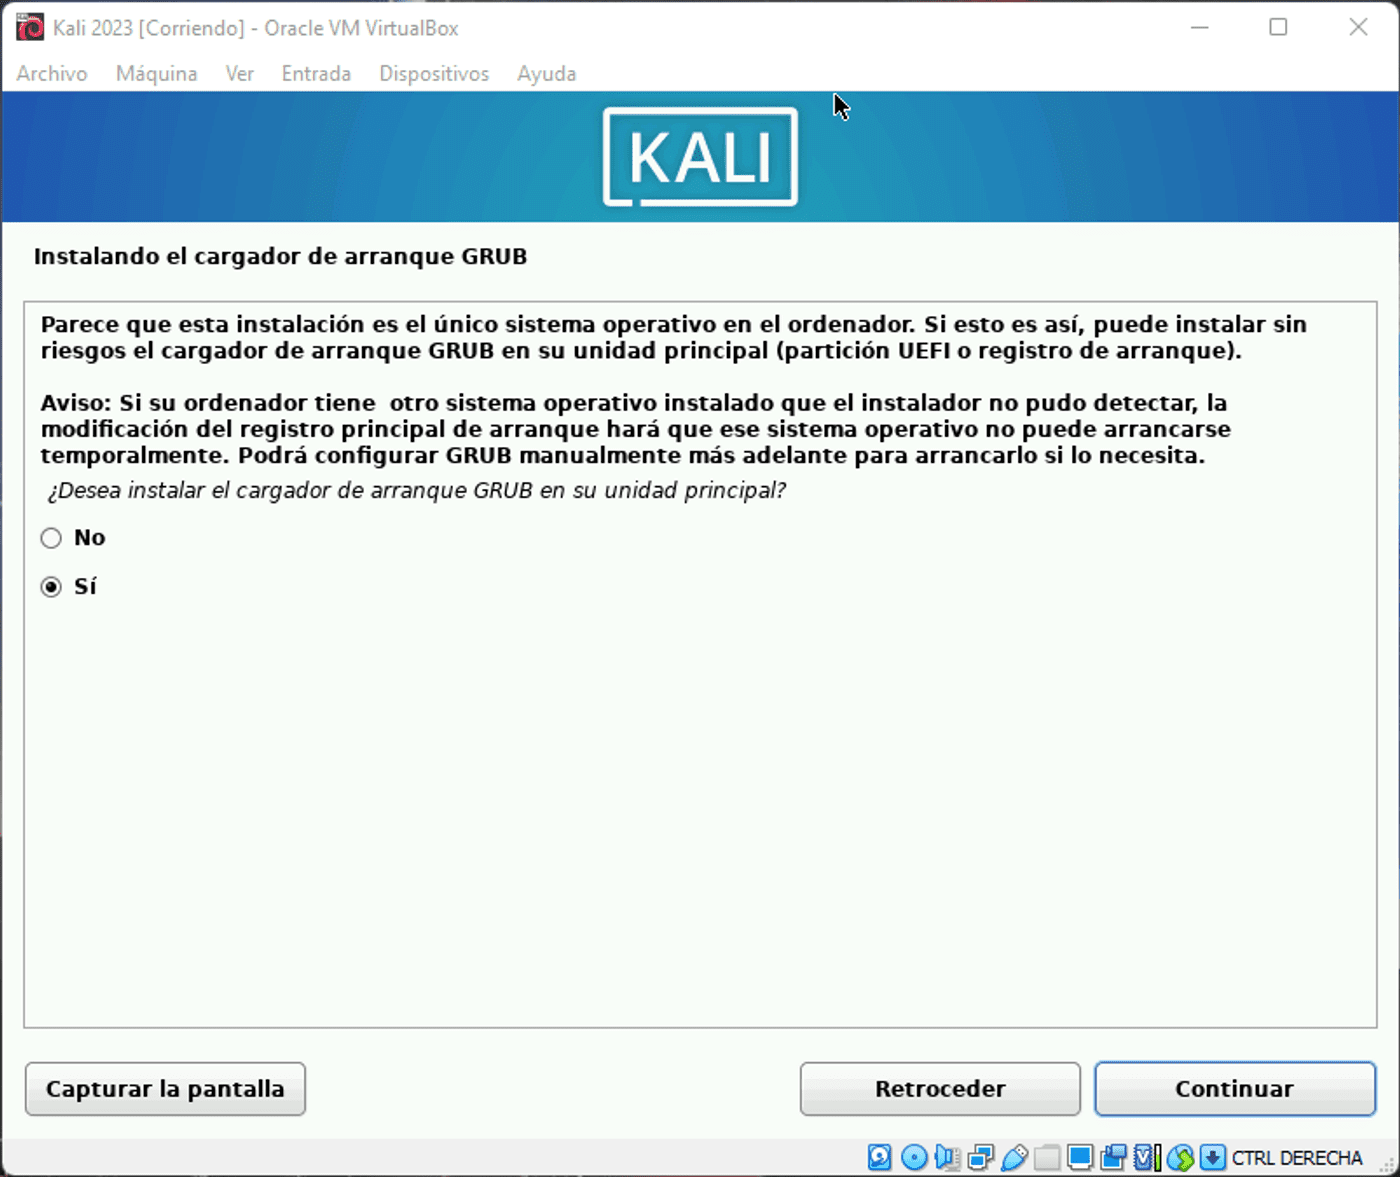 Kali 2023 [Corriendo] - Oracle VM VirtualBox
Archivo Máquina Ver Entrada Dispositivos Ayuda
KALI
Instalando el cargador de arranque GRUB
Parece que esta instalación es el único sistema operativo en el ordenador. Si esto es así, puede instalar sin
riesgos el cargador de arranque GRUB en su unidad principal (partición UEFI o registro de arranque).
Aviso: Si su ordenador tiene  otro sistema operativo instalado que el instalador no pudo detectar, la
modificación del registro principal de arranque hará que ese sistema operativo no puede arrancarse
temporalmente. Podrá configurar GRUB manualmente más adelante para arrancarlo si lo necesita.
¿Desea instalar el cargador de arranque GRUB en su unidad principal?
No
Sí
Capturar la pantalla Retroceder Continuar
CTRL DERECHA